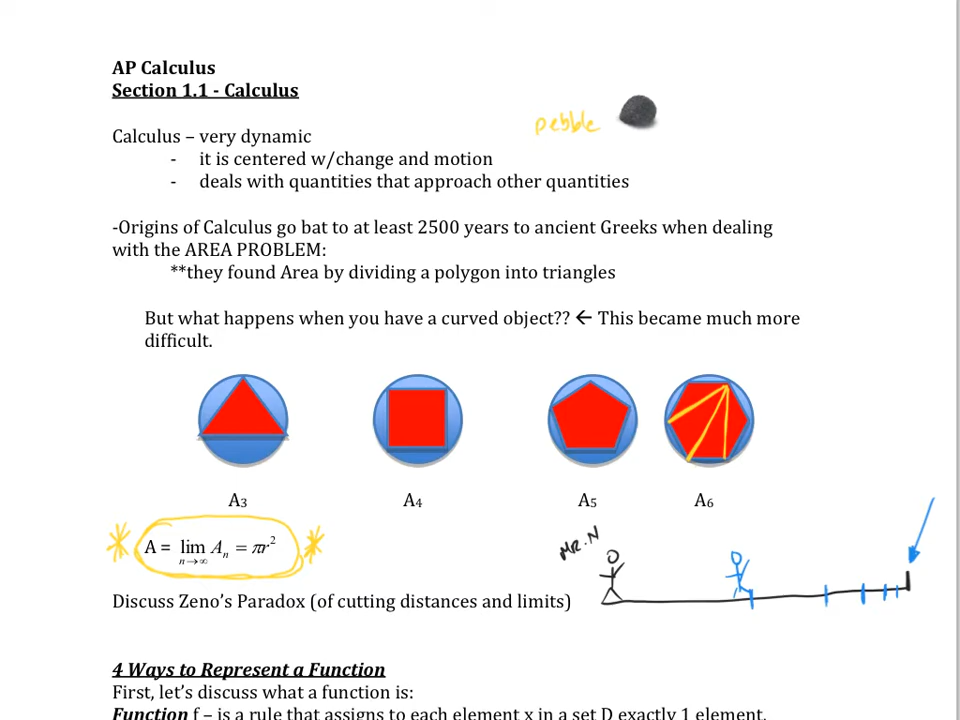 AP Calculus
Section 1.1 - Calculus
pebble
Calculus – very dynamic
- it is centered w/change and motion
- deals with quantities that approach other quantities
-Origins of Calculus go bat to at least 2500 years to ancient Greeks when dealing
with the AREA PROBLEM:
**they found Area by dividing a polygon into triangles
But what happens when you have a curved object?? ← This became much more
difficult.
A3 A4 A5 A6
* A = lim n→∞ An = πr² *
MR.N
Discuss Zeno's Paradox (of cutting distances and limits)
4 Ways to Represent a Function
First, let's discuss what a function is:
Function f – is a rule that assigns to each element x in a set D exactly 1 element,